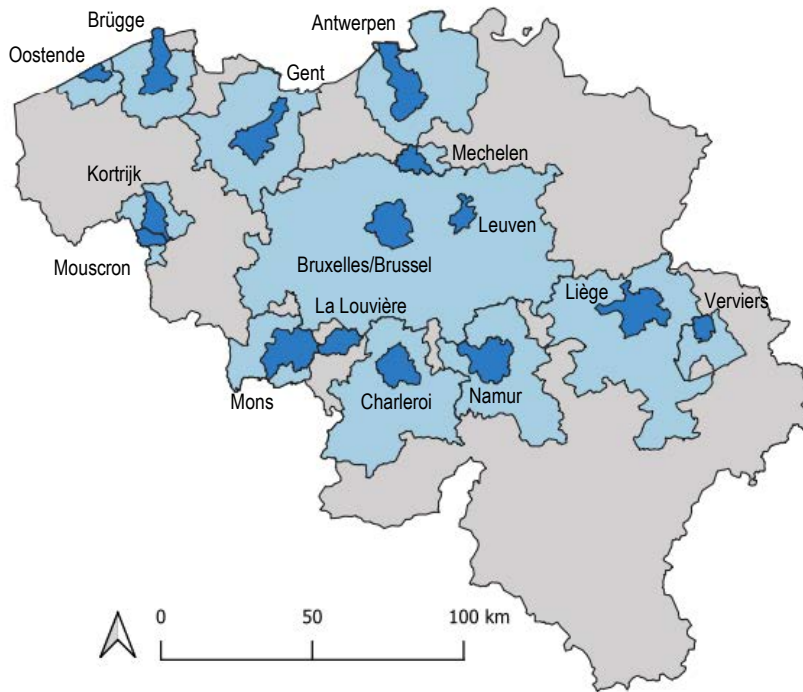 Brügge
Antwerpen
Oostende
Gent
Mechelen
Kortrijk
Leuven
Mouscron
Bruxelles/Brussel
La Louvière
Liège
Verviers
Mons
Charleroi
Namur
0 50 100 km